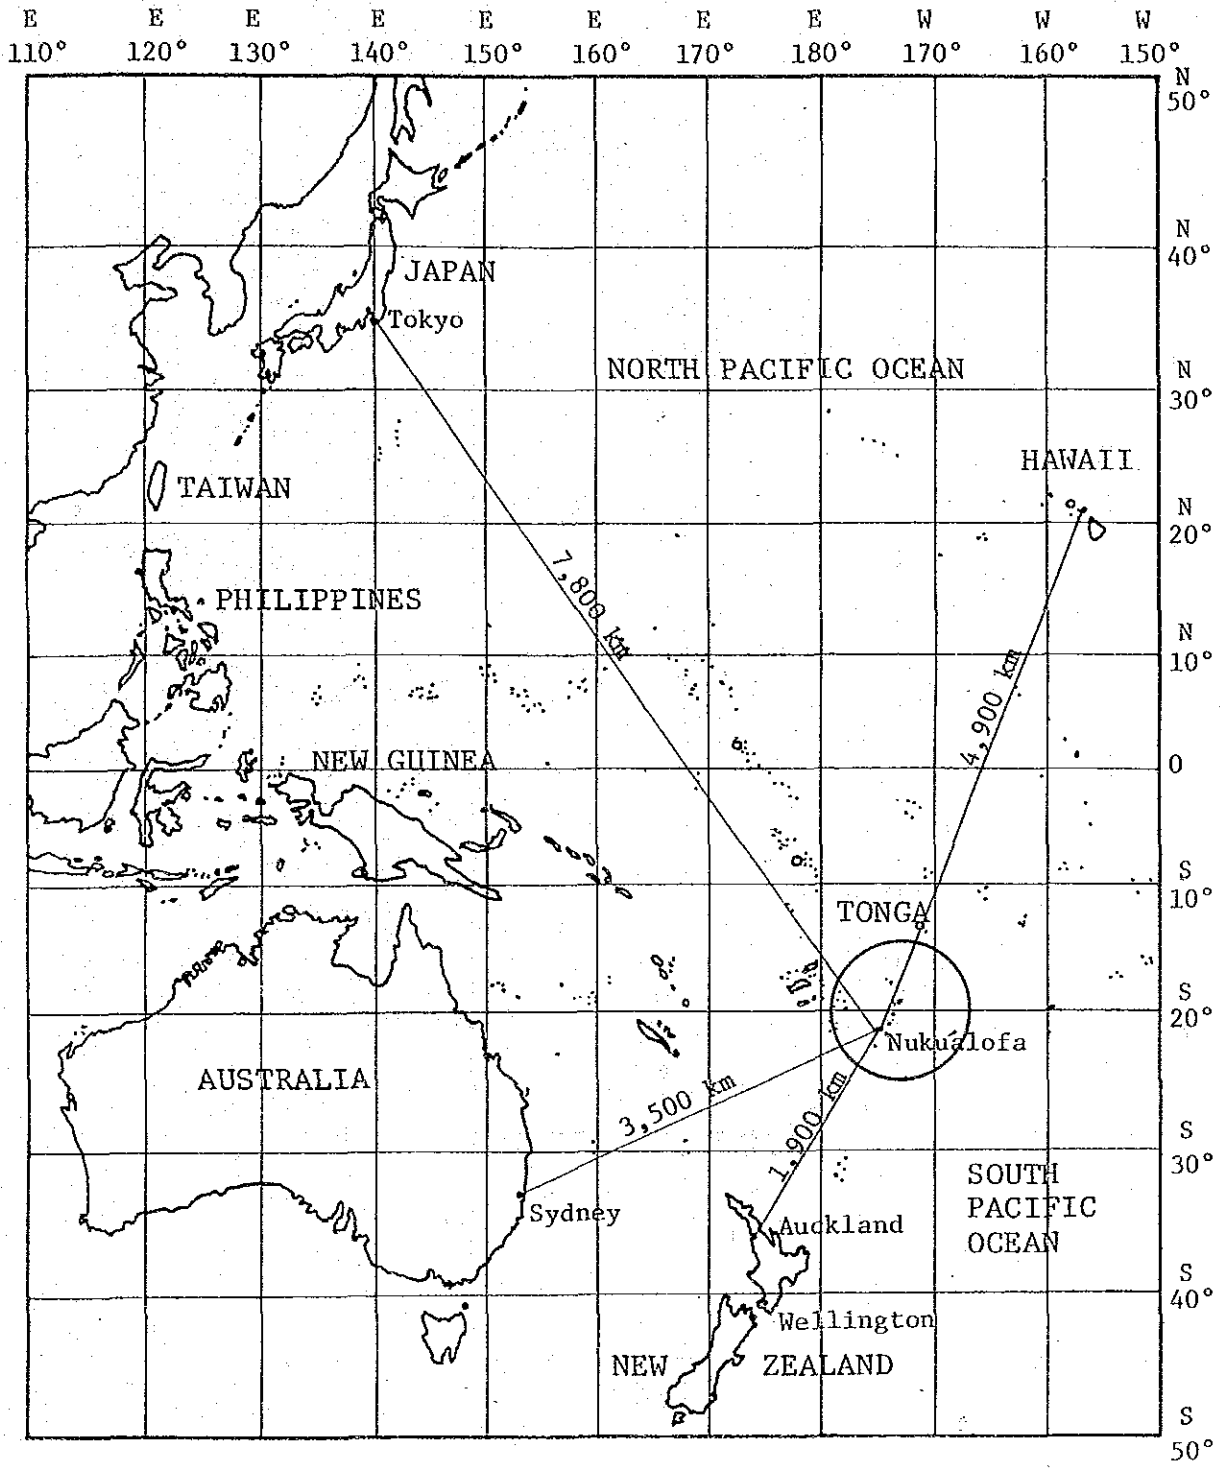 E E E E E E E E W W W
110° 120° 130° 140° 150° 160° 170° 180° 170° 160° 150°
N
50°
N
40°
JAPAN
Tokyo
NORTH PACIFIC OCEAN
N
30°
HAWAII
TAIWAN
N
20°
7,800 km
PHILIPPINES
N
10°
4,900 km
NEW GUINEA
0
S
10°
TONGA
S
20°
Nukualofa
AUSTRALIA
3,500 km
1,900 km
S
30°
SOUTH
PACIFIC
OCEAN
Sydney
Auckland
S
40°
Wellington
NEW ZEALAND
S
50°